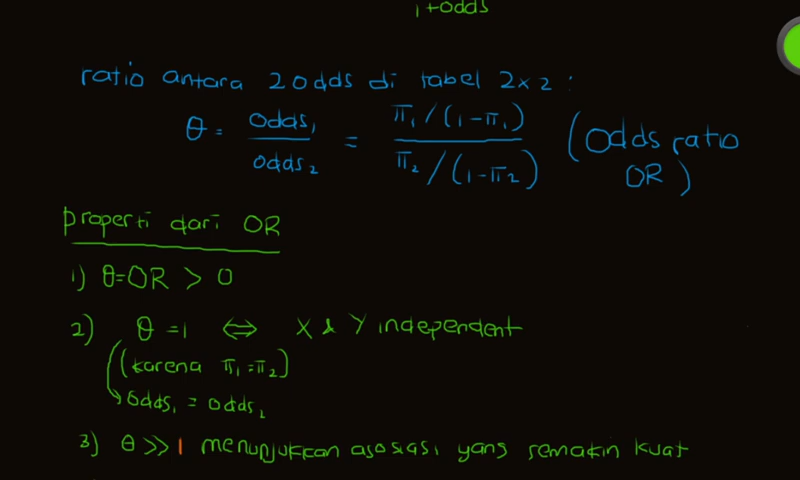 1+odds
ratio antara 2 odds di tabel 2x2 :
θ = odds₁ / odds₂ = π₁/(1-π₁) / π₂/(1-π₂) (odds ratio OR)
properti dari OR
1) θ=OR > 0
2) θ=1 ⇔ X & Y independent
(karena π₁=π₂)
↳ odds₁ = odds₂
3) θ >> 1 menunjukkan asosiasi yang semakin kuat